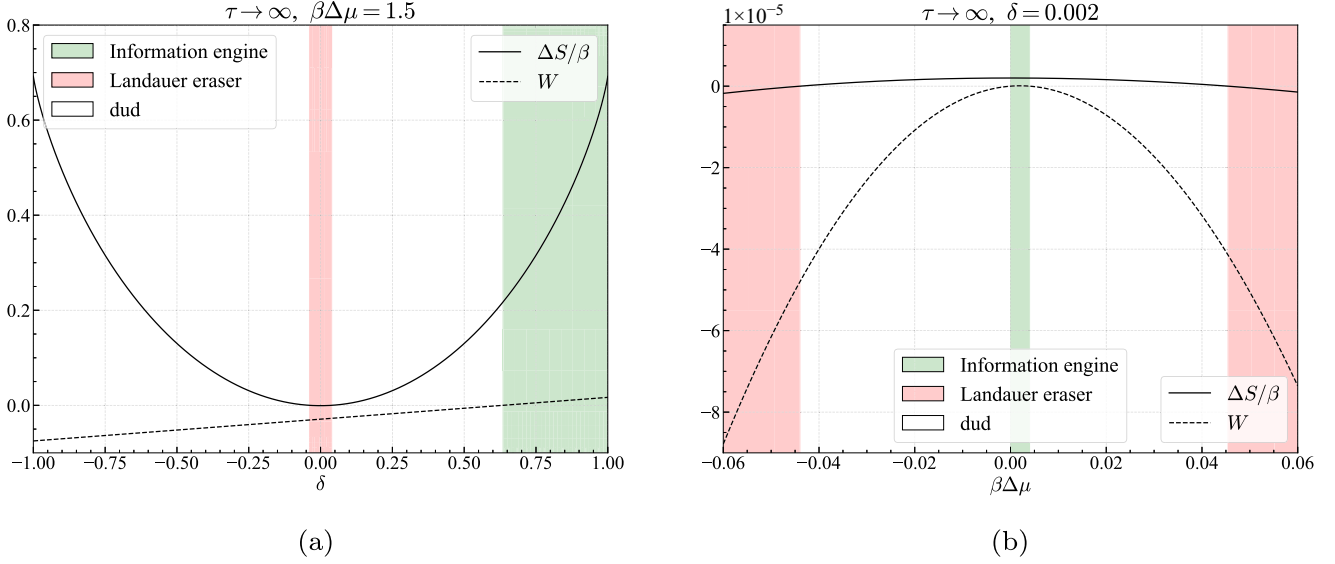 τ → ∞, βΔμ = 1.5
0.8
0.6
0.4
0.2
0.0
Information engine
Landauer eraser
dud
ΔS/β
W
−1.00 −0.75 −0.50 −0.25 0.00 0.25 0.50 0.75 1.00
δ
(a)
1×10⁻⁵
τ → ∞, δ = 0.002
0
−2
−4
−6
−8
Information engine
Landauer eraser
dud
ΔS/β
W
−0.06 −0.04 −0.02 0.00 0.02 0.04 0.06
βΔμ
(b)